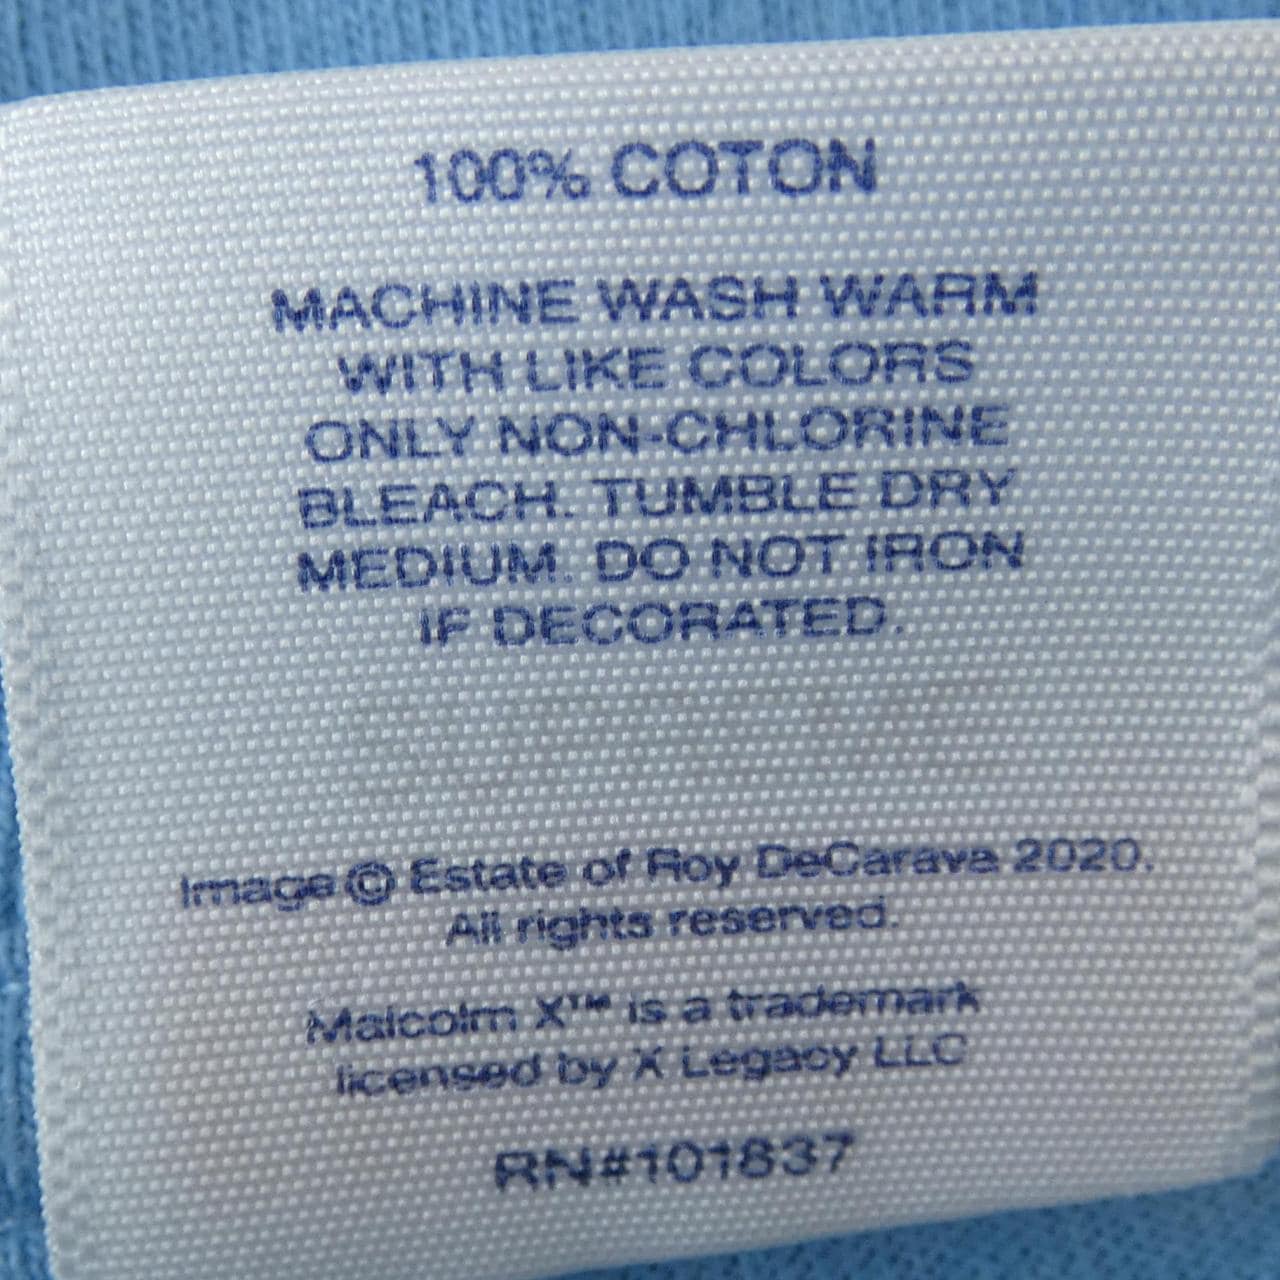 100% COTON
MACHINE WASH WARM
WITH LIKE COLORS
ONLY NON-CHLORINE
BLEACH. TUMBLE DRY
MEDIUM. DO NOT IRON
IF DECORATED.
Image © Estate of Roy DeCarava 2020.
All rights reserved.
Malcolm X™ is a trademark
licensed by X Legacy LLC
RN#101837